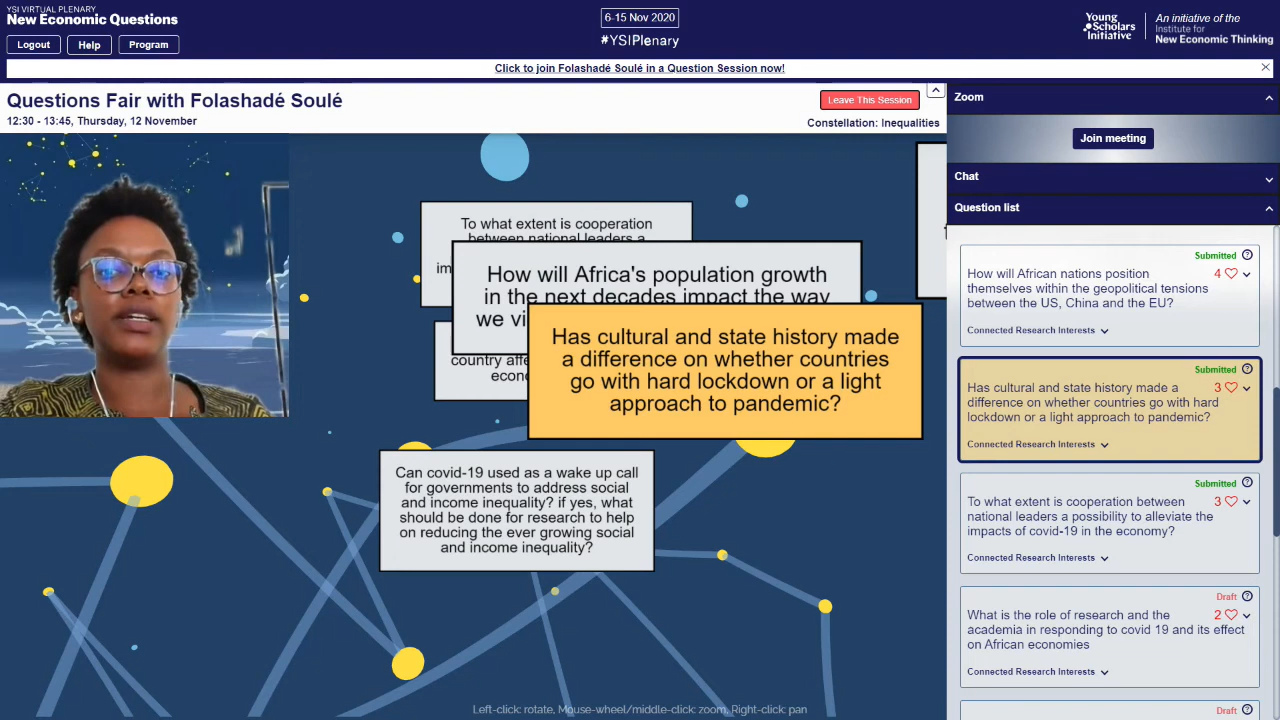 YSI VIRTUAL PLENARY
New Economic Questions
Logout
Help
Program
6-15 Nov 2020
#YSIPlenary
Young
Scholars
Initiative
An initiative of the
Institute for
New Economic Thinking
Click to join Folashadé Soulé in a Question Session now!
Questions Fair with Folashadé Soulé
12:30 - 13:45, Thursday, 12 November
Leave This Session
Constellation: Inequalities
To what extent is cooperation
between national leaders a
im
How will Africa's population growth
in the next decades impact the way
we vi
country affe
econ
Has cultural and state history made
a difference on whether countries
go with hard lockdown or a light
approach to pandemic?
Can covid-19 used as a wake up call
for governments to address social
and income inequality? if yes, what
should be done for research to help
on reducing the ever growing social
and income inequality?
Left-click: rotate, Mouse-wheel/middle-click: zoom, Right-click: pan
Zoom
Join meeting
Chat
Question list
Submitted
How will African nations position
4
themselves within the geopolitical tensions
between the US, China and the EU?
Connected Research Interests
Submitted
Has cultural and state history made a
3
difference on whether countries go with hard
lockdown or a light approach to pandemic?
Connected Research Interests
Submitted
To what extent is cooperation between
3
national leaders a possibility to alleviate the
impacts of covid-19 in the economy?
Connected Research Interests
Draft
What is the role of research and the
2
academia in responding to covid 19 and its effect
on African economies
Connected Research Interests
Draft